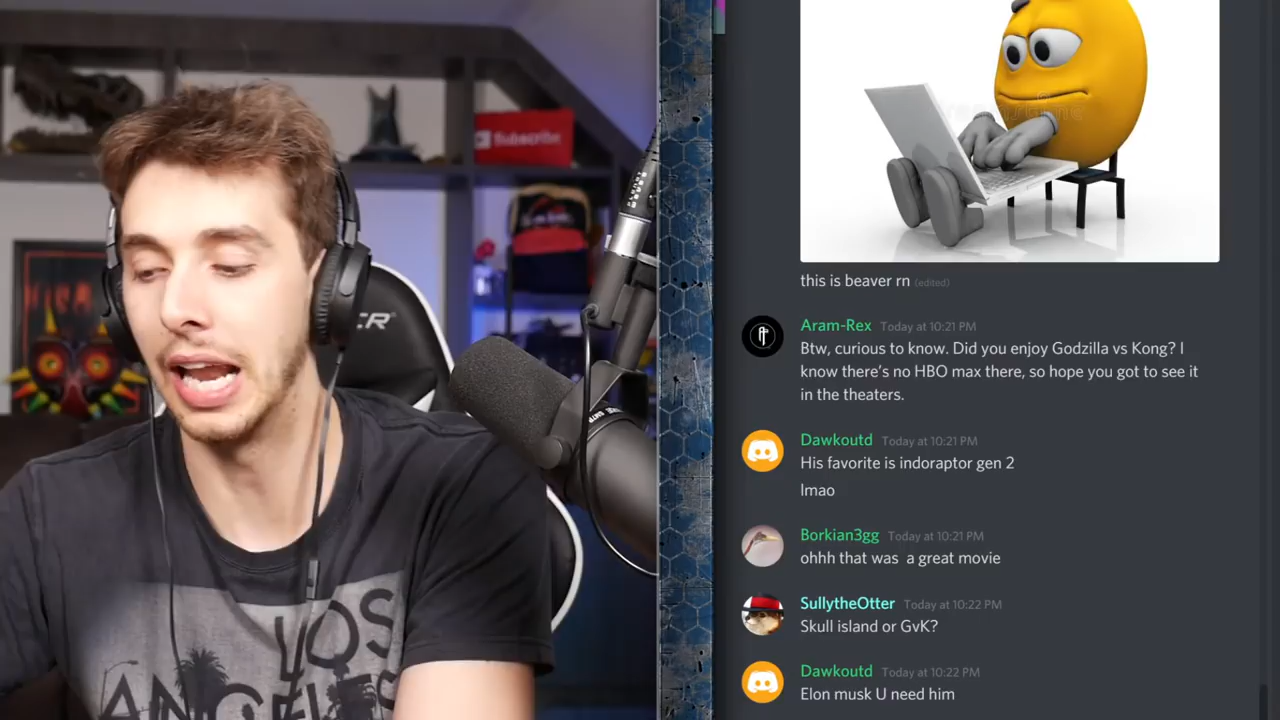 Subscribe
CR
LOS
ANGELES
this is beaver rn (edited)
Aram-Rex Today at 10:21 PM
Btw, curious to know. Did you enjoy Godzilla vs Kong? I
know there's no HBO max there, so hope you got to see it
in the theaters.
Dawkoutd Today at 10:21 PM
His favorite is indoraptor gen 2
lmao
Borkian3gg Today at 10:21 PM
ohhh that was a great movie
SullytheOtter Today at 10:22 PM
Skull island or GvK?
Dawkoutd Today at 10:22 PM
Elon musk U need him